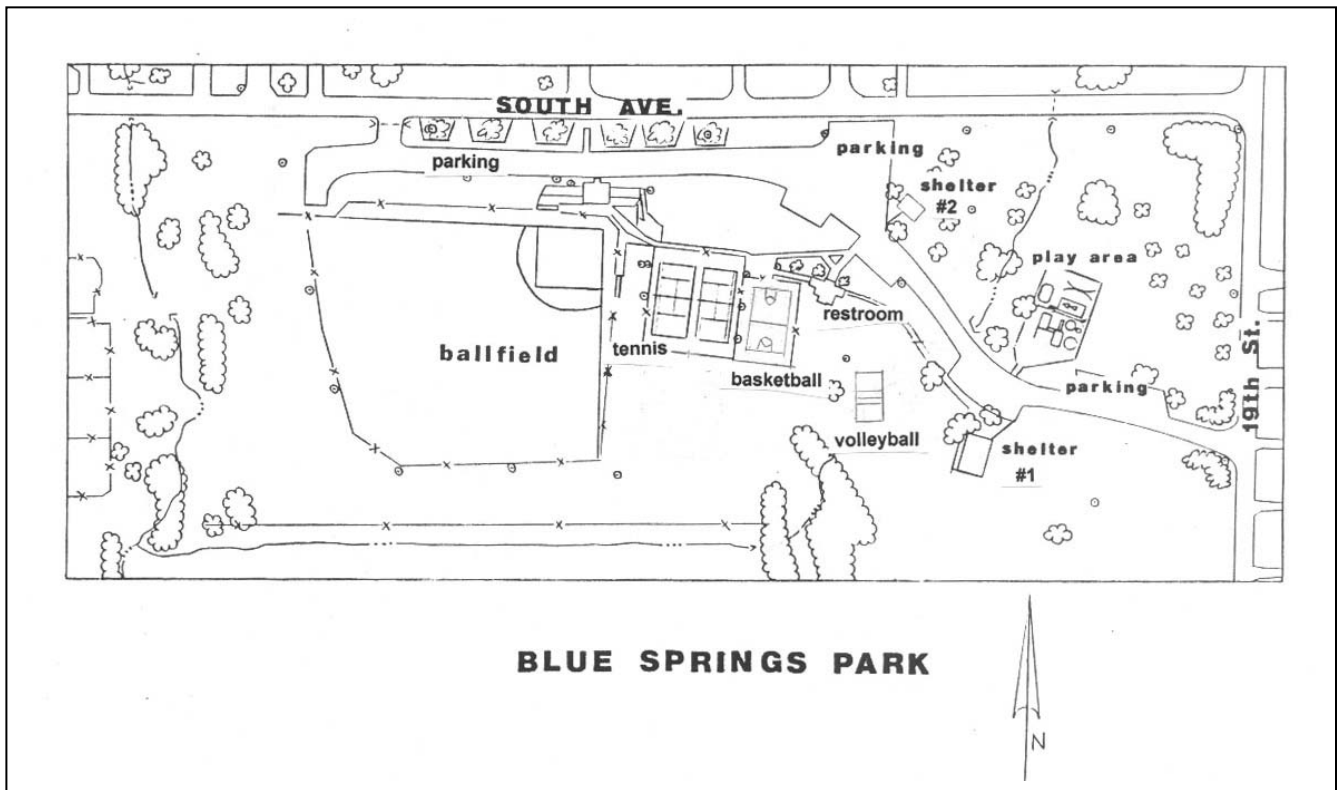 SOUTH AVE.
parking
parking
shelter
#2
play area
restroom
tennis
ballfield
basketball
parking
19th St.
volleyball
shelter
#1
BLUE SPRINGS PARK
N